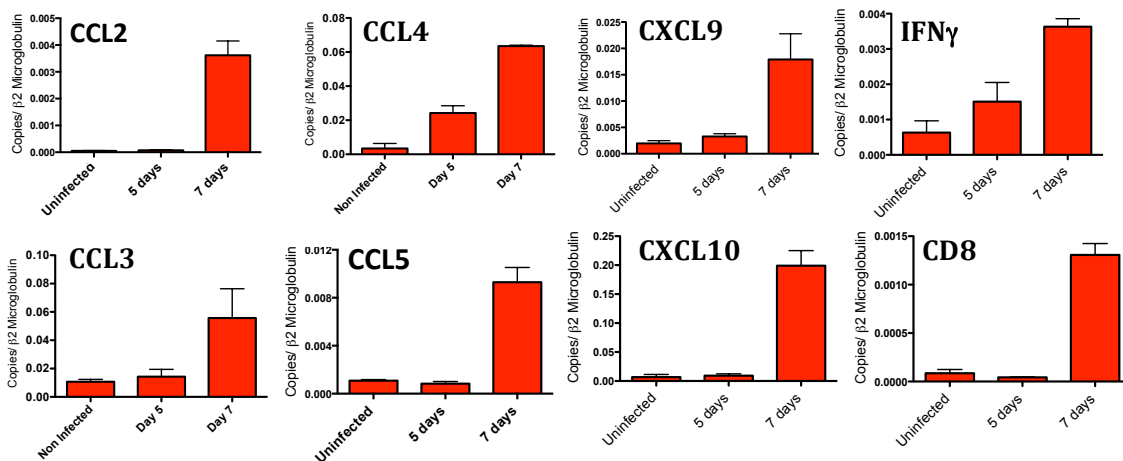 CCL2
Copies/ β2 Microglobulin
0.005
0.004
0.003
0.002
0.001
0.000
Uninfected
5 days
7 days
CCL4
Copies/ β2 Microglobulin
0.08
0.06
0.04
0.02
0.00
Non Infected
Day 5
Day 7
CXCL9
Copies/ β2 Microglobulin
0.025
0.020
0.015
0.010
0.005
0.000
Uninfected
5 days
7 days
IFNγ
Copies/ β2 Microglobulin
0.004
0.003
0.002
0.001
0.000
Uninfected
5 days
7 days
CCL3
Copies/ β2 Microglobulin
0.10
0.08
0.06
0.04
0.02
0.00
Non Infected
Day 5
Day 7
CCL5
Copies/ β2 Microglobulin
0.012
0.008
0.004
0.000
Uninfected
5 days
7 days
CXCL10
Copies/ β2 Microglobulin
0.25
0.20
0.15
0.10
0.05
0.00
Uninfected
5 days
7 days
CD8
Copies/ β2 Microglobulin
0.0015
0.0010
0.0005
0.0000
Uninfected
5 days
7 days